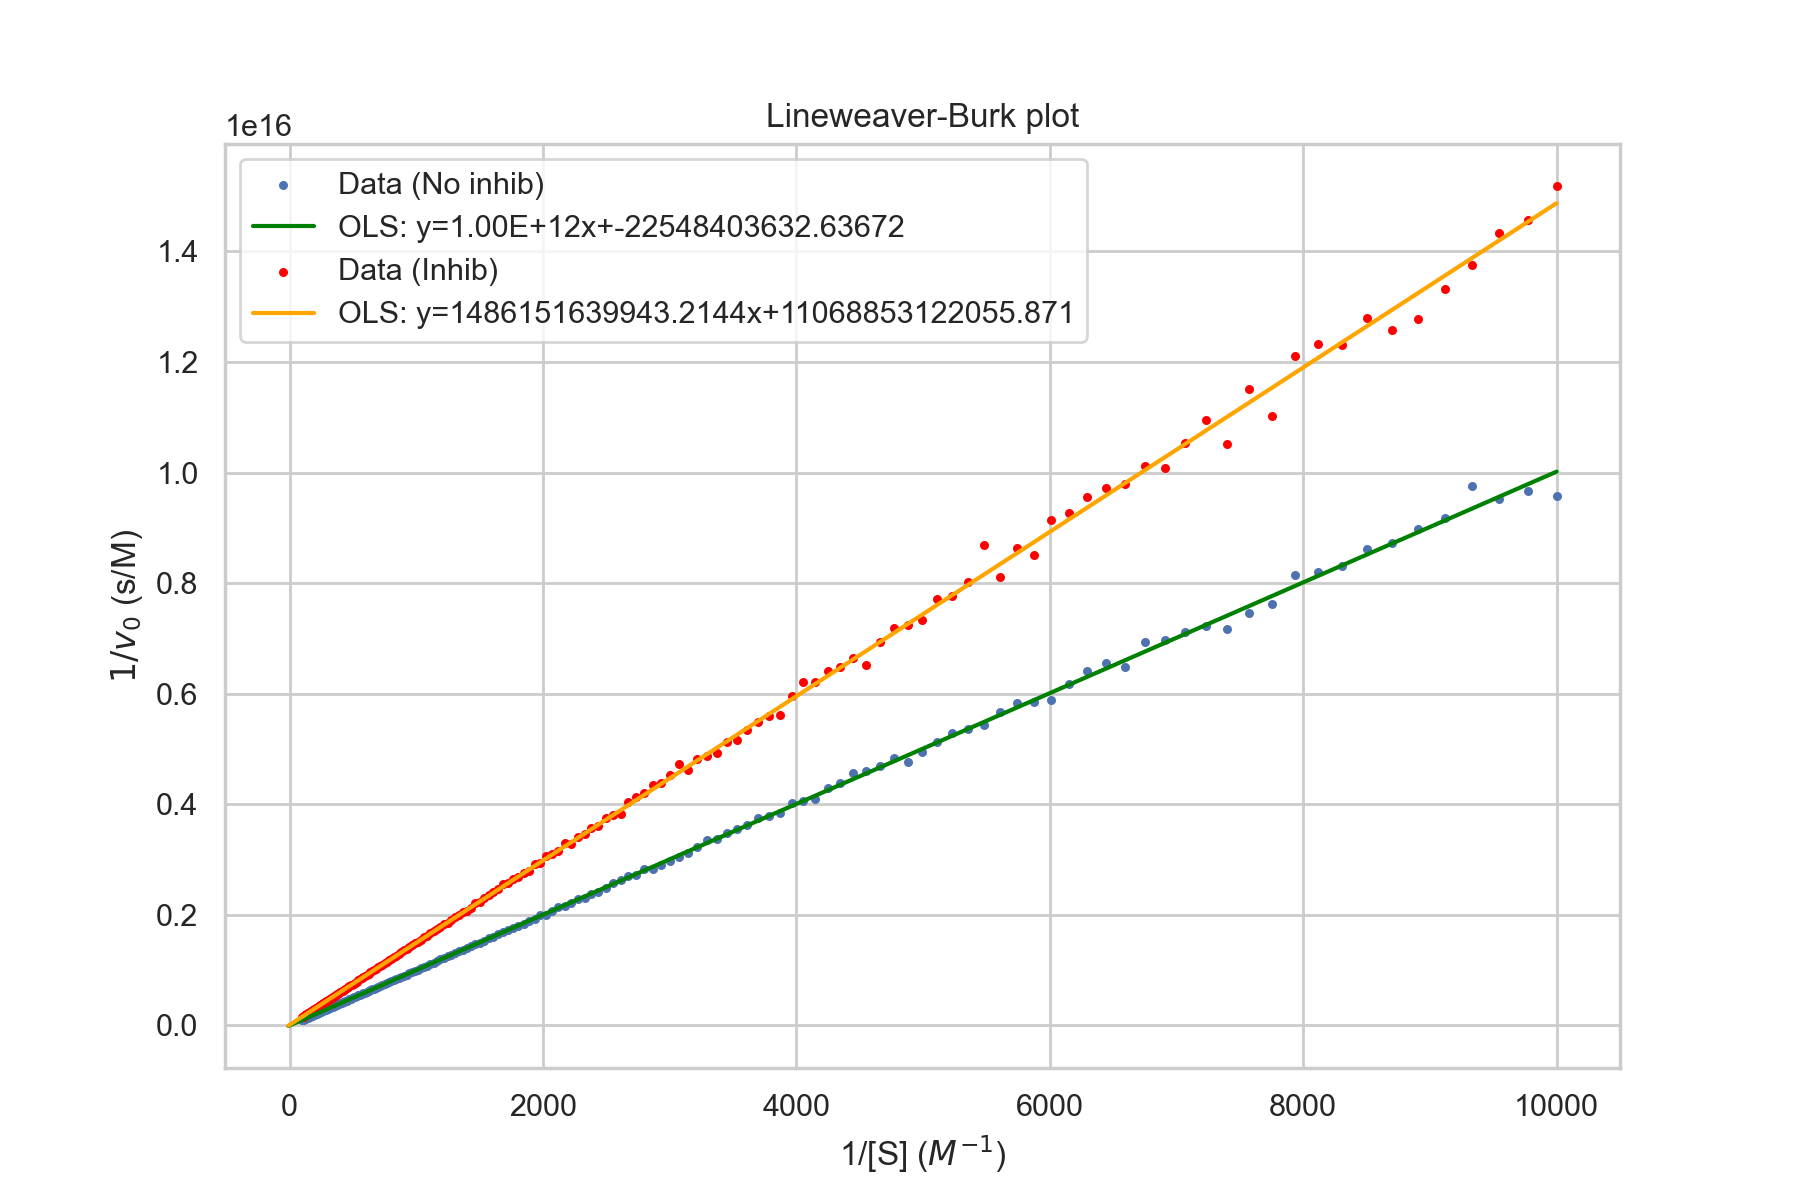 Lineweaver-Burk plot
1e16
Data (No inhib)
OLS: y=1.00E+12x+-22548403632.63672
Data (Inhib)
OLS: y=1486151639943.2144x+11068853122055.871
1.4
1.2
1.0
0.8
0.6
0.4
0.2
0.0
1/v₀ (s/M)
0 2000 4000 6000 8000 10000
1/[S] (M⁻¹)